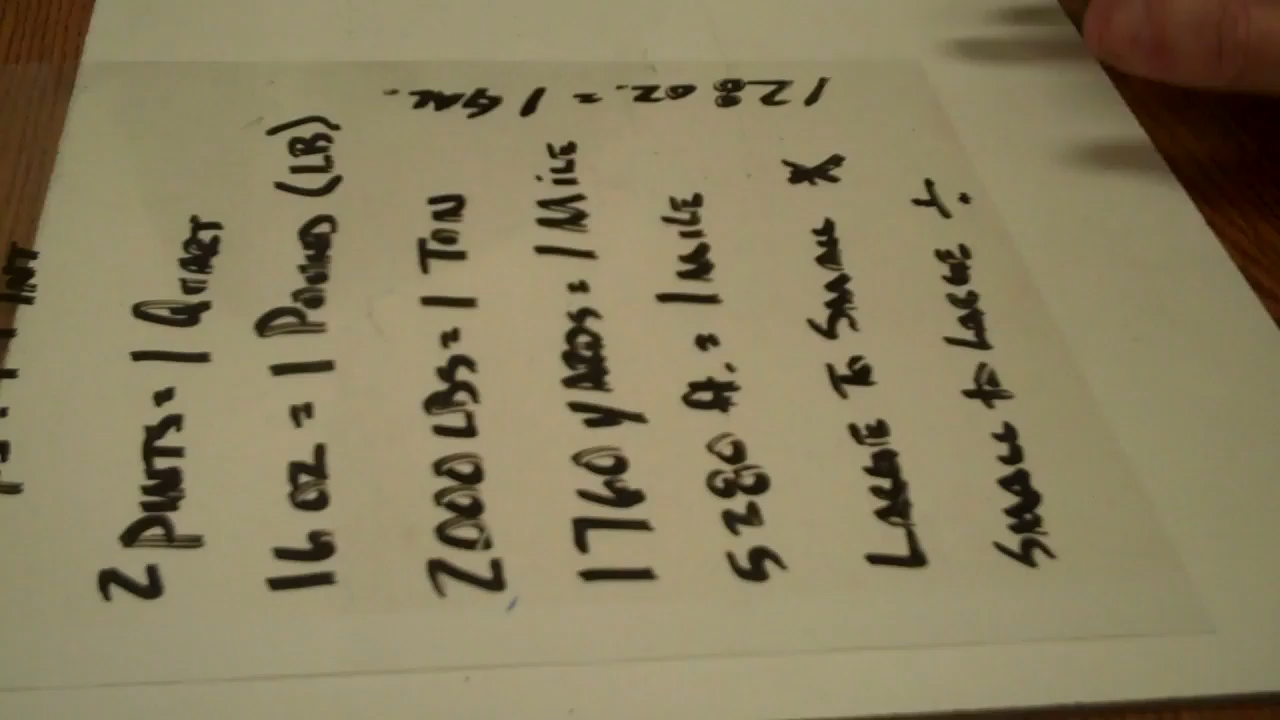 2 PINTS = 1 QUART
16 OZ = 1 POUND (LB)
2000 LBS = 1 TON
1760 YARDS = 1 MILE
5280 ft. = 1 MILE
LARGE TO SMALL X
SMALL to LARGE ÷
128 OZ. = 1 GAL.